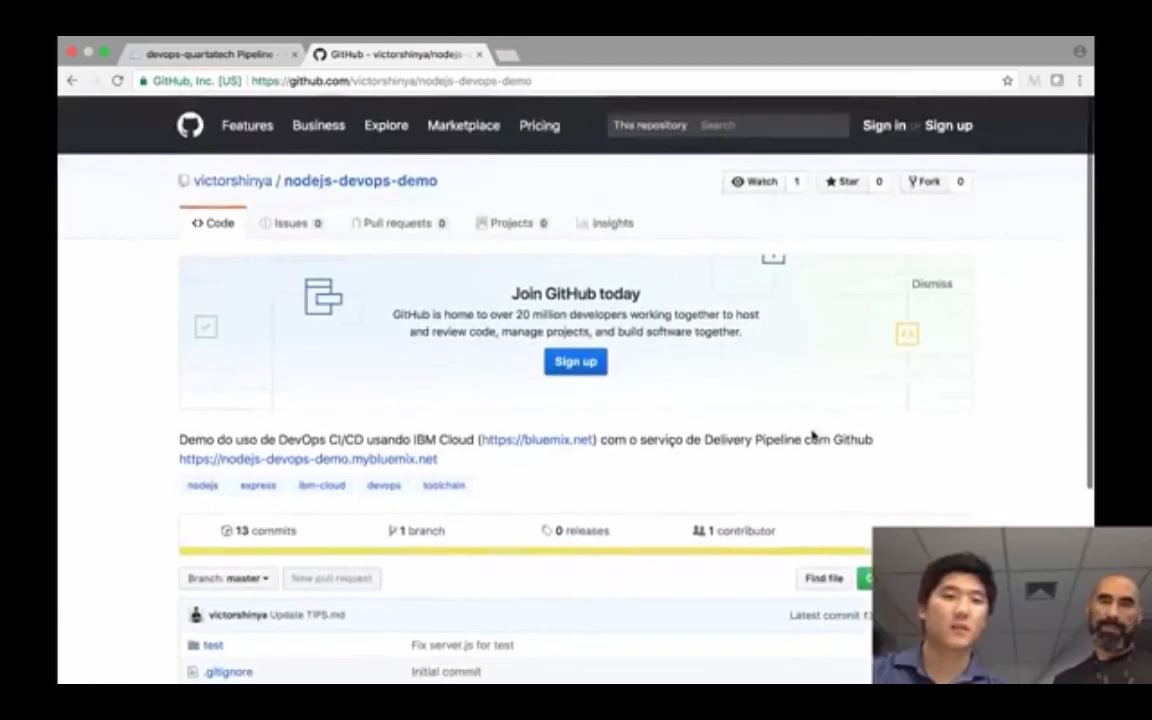 devops-quartatech Pipeline -
GitHub - victorshinya/nodejs-
GitHub, Inc. [US] https://github.com/victorshinya/nodejs-devops-demo
Features Business Explore Marketplace Pricing This repository Search Sign in or Sign up
victorshinya / nodejs-devops-demo Watch 1 Star 0 Fork 0
Code Issues 0 Pull requests 0 Projects 0 Insights
Join GitHub today
Dismiss
GitHub is home to over 20 million developers working together to host
and review code, manage projects, and build software together.
Sign up
Demo do uso de DevOps CI/CD usando IBM Cloud (https://bluemix.net) com o serviço de Delivery Pipeline com Github
https://nodejs-devops-demo.mybluemix.net
nodejs express ibm-cloud devops toolchain
13 commits 1 branch 0 releases 1 contributor
Branch: master New pull request Find file
victorshinya Update TIPS.md Latest commit
test Fix server.js for test
.gitignore Initial commit